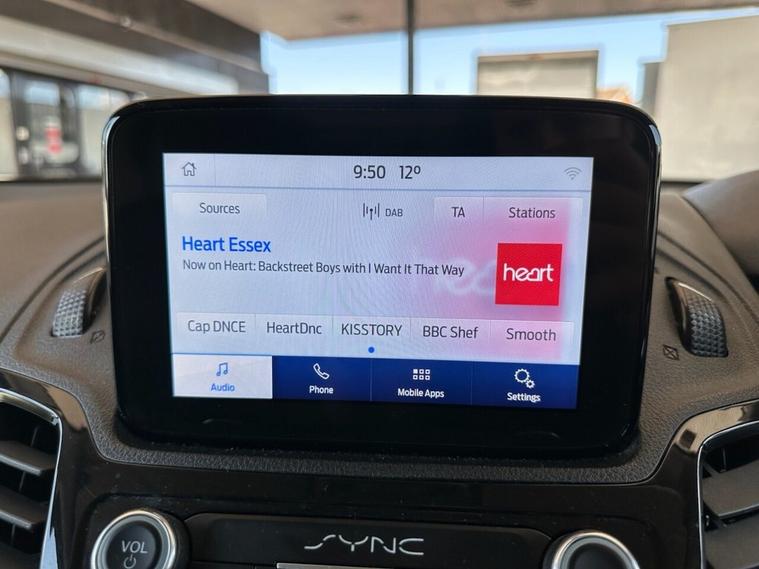 9:50 12º
Sources DAB TA Stations
Heart Essex
Now on Heart: Backstreet Boys with I Want It That Way
heart
Cap DNCE HeartDnc KISSTORY BBC Shef Smooth
Audio Phone Mobile Apps Settings
SYNC
VOL